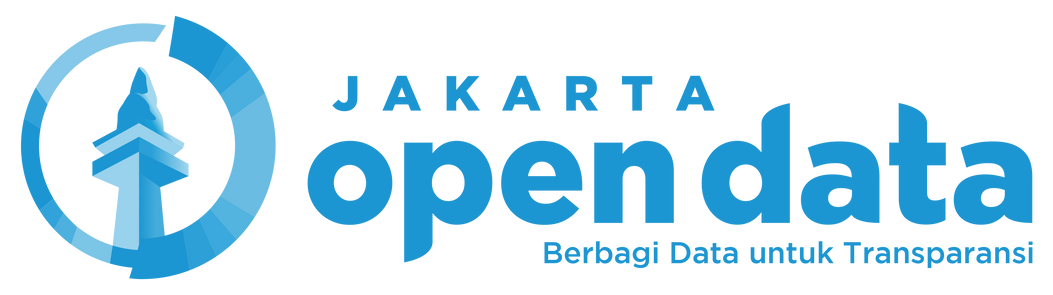 JAKARTA
open data
Berbagi Data untuk Transparansi